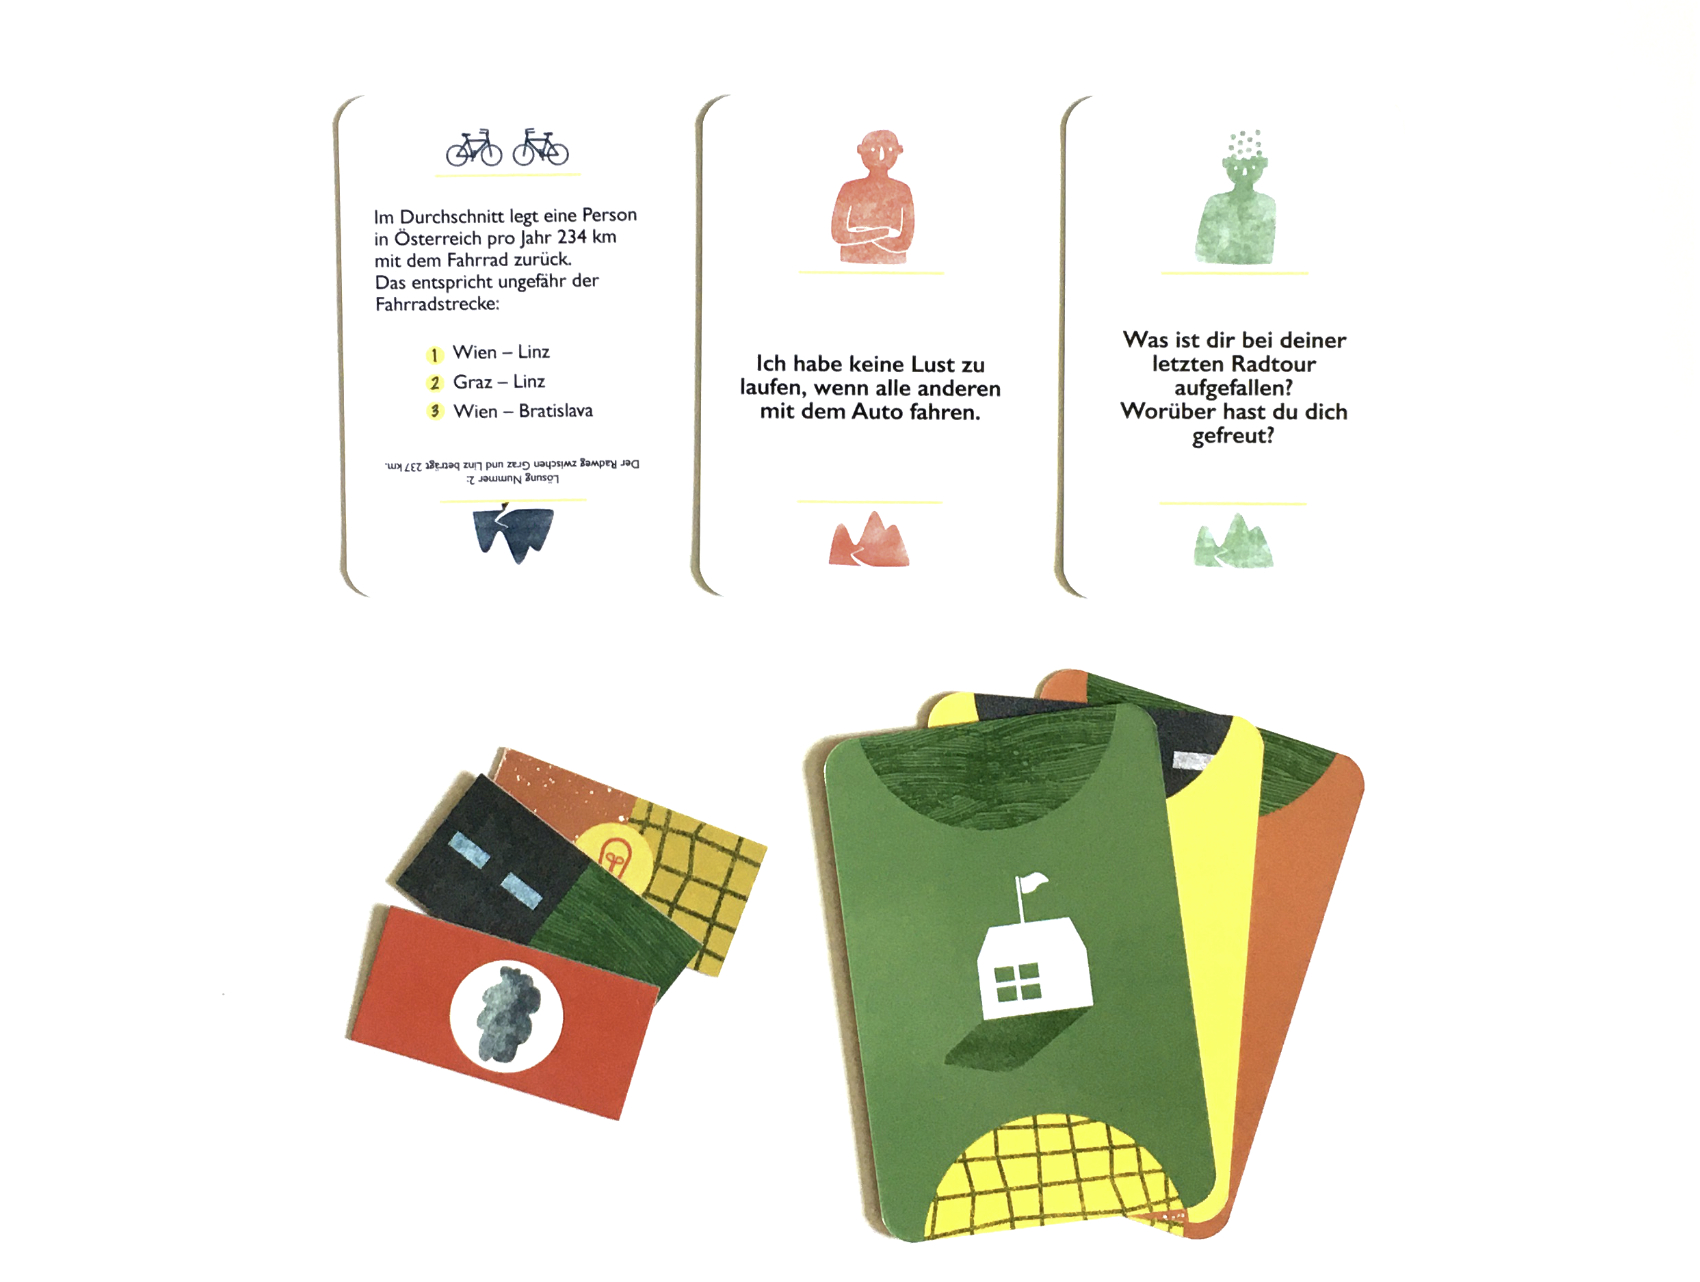 Im Durchschnitt legt eine Person
in Österreich pro Jahr 234 km
mit dem Fahrrad zurück.
Das entspricht ungefähr der
Fahrradstrecke:
1 Wien – Linz
2 Graz – Linz
3 Wien – Bratislava
Lösung Nummer 2:
Der Radweg zwischen Graz und Linz beträgt 237 km.
Ich habe keine Lust zu
laufen, wenn alle anderen
mit dem Auto fahren.
Was ist dir bei deiner
letzten Radtour
aufgefallen?
Worüber hast du dich
gefreut?